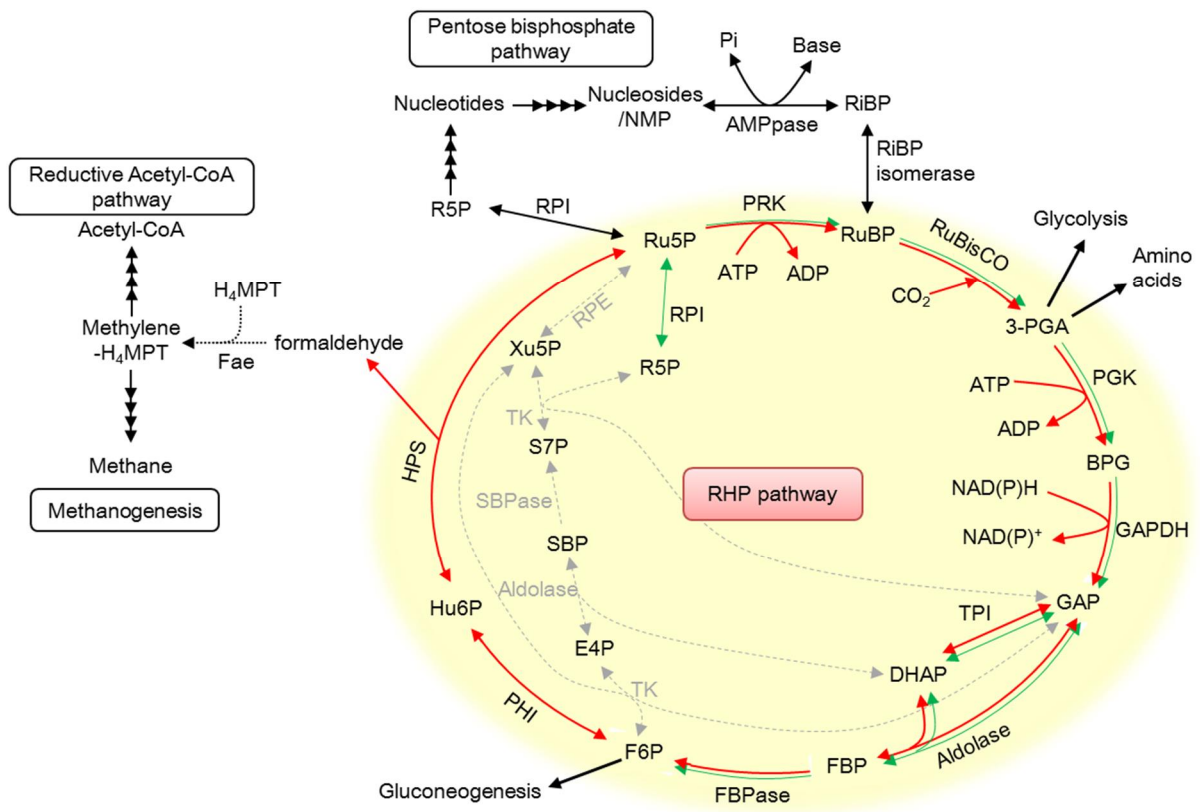 Pentose bisphosphate
pathway
Pi
Base
Nucleotides
Nucleosides
/NMP
AMPpase
RiBP
RiBP
isomerase
Reductive Acetyl-CoA
pathway
Acetyl-CoA
R5P
RPI
PRK
Ru5P
RuBP
RuBisCO
Glycolysis
Amino
acids
ATP
ADP
CO₂
3-PGA
H₄MPT
Methylene
-H₄MPT
Fae
formaldehyde
RPE
RPI
Xu5P
R5P
ATP
PGK
ADP
TK
S7P
BPG
HPS
Methane
Methanogenesis
SBPase
RHP pathway
NAD(P)H
NAD(P)⁺
GAPDH
SBP
Aldolase
Hu6P
GAP
TPI
E4P
DHAP
TK
PHI
F6P
FBP
Aldolase
Gluconeogenesis
FBPase